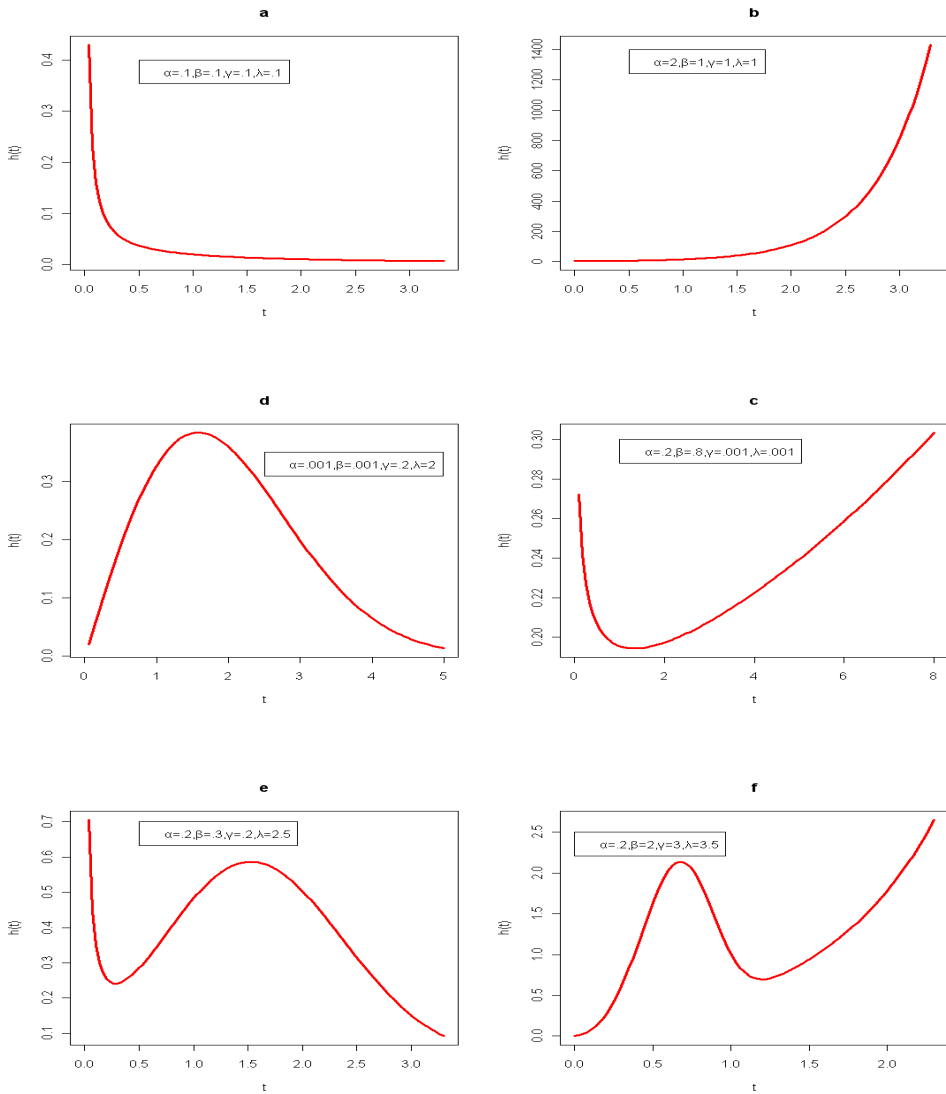 a
α=.1,β=.1,γ=.1,λ=.1
h(t)
0.0 0.1 0.2 0.3 0.4
0.0 0.5 1.0 1.5 2.0 2.5 3.0
t
b
α=2,β=1,γ=1,λ=1
h(t)
0 200 400 600 800 1000 1200 1400
0.0 0.5 1.0 1.5 2.0 2.5 3.0
t
d
α=.001,β=.001,γ=.2,λ=2
h(t)
0.0 0.1 0.2 0.3
0 1 2 3 4 5
t
c
α=.2,β=.8,γ=.001,λ=.001
h(t)
0.20 0.22 0.24 0.26 0.28 0.30
0 2 4 6 8
t
e
α=.2,β=.3,γ=.2,λ=2.5
h(t)
0.1 0.2 0.3 0.4 0.5 0.6 0.7
0.0 0.5 1.0 1.5 2.0 2.5 3.0
t
f
α=.2,β=2,γ=3,λ=3.5
h(t)
0.0 0.5 1.0 1.5 2.0 2.5
0.0 0.5 1.0 1.5 2.0
t